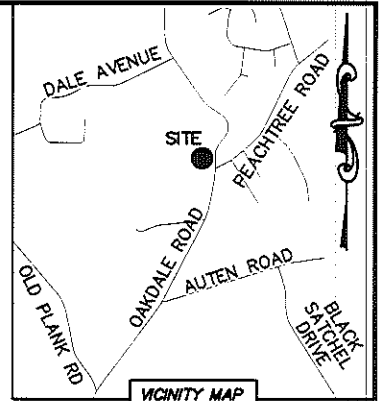 DALE AVENUE
SITE
PEACHTREE ROAD
OAKDALE ROAD
AUTEN ROAD
OLD PLANK RD
BLACK
SATCHEL
DRIVE
VICINITY MAP